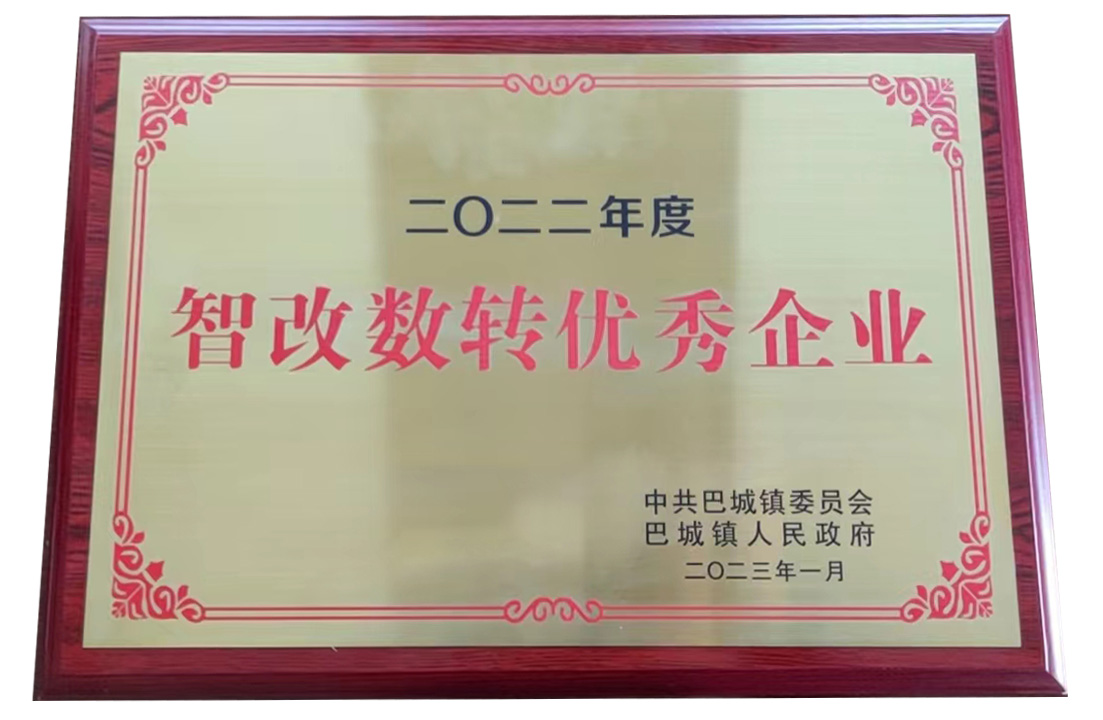 二〇二二年度
智改数转优秀企业
中共巴城镇委员会
巴城镇人民政府
二〇二三年一月